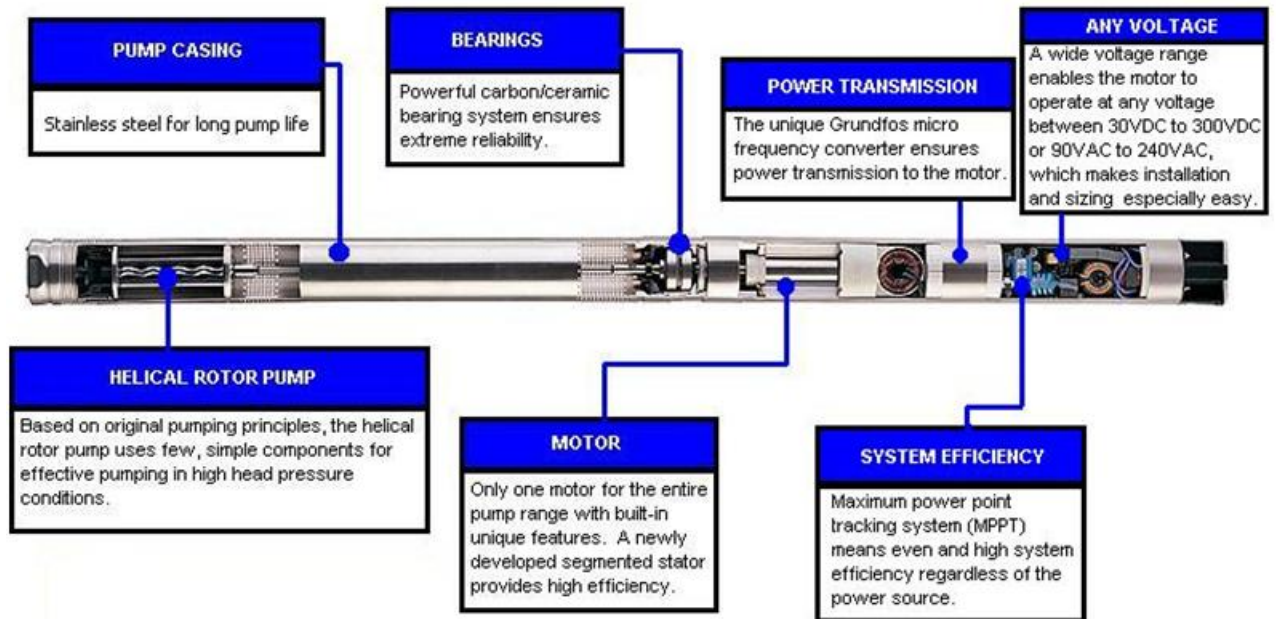 PUMP CASING
Stainless steel for long pump life
BEARINGS
Powerful carbon/ceramic
bearing system ensures
extreme reliability.
POWER TRANSMISSION
The unique Grundfos micro
frequency converter ensures
power transmission to the motor.
ANY VOLTAGE
A wide voltage range
enables the motor to
operate at any voltage
between 30VDC to 300VDC
or 90VAC to 240VAC,
which makes installation
and sizing especially easy.
HELICAL ROTOR PUMP
Based on original pumping principles, the helical
rotor pump uses few, simple components for
effective pumping in high head pressure
conditions.
MOTOR
Only one motor for the entire
pump range with built-in
unique features. A newly
developed segmented stator
provides high efficiency.
SYSTEM EFFICIENCY
Maximum power point
tracking system (MPPT)
means even and high system
efficiency regardless of the
power source.